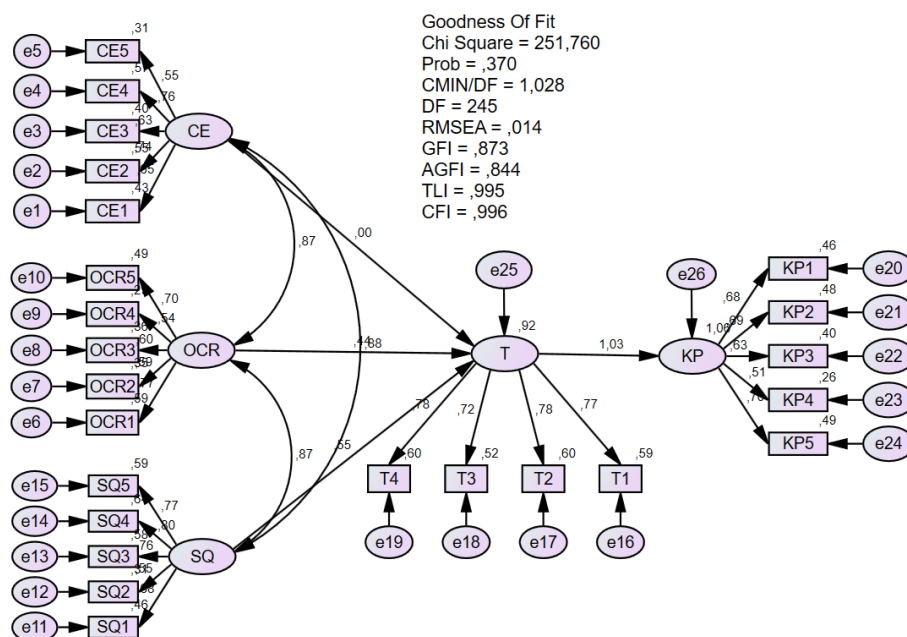 Goodness Of Fit
Chi Square = 251,760
Prob = ,370
CMIN/DF = 1,028
DF = 245
RMSEA = ,014
GFI = ,873
AGFI = ,844
TLI = ,995
CFI = ,996
,31
e5 CE5
,55
e4 CE4
,76
,40
e3 CE3 ,63 CE
e2 CE2
,43
e1 CE1
,87
,00
,49
e10 OCR5
,70
e9 OCR4 ,54
e8 OCR3 ,60 OCR
e7 OCR2
e6 OCR1
,44
e25
,92
T
1,03
e26
KP
,46
KP1 e20
,68
,48
KP2 e21
,40
,63
KP3 e22
,51
,26
KP4 e23
,49
KP5 e24
,78
,72
,78
,77
,60
,52
,60
,59
T4 T3 T2 T1
e19 e18 e17 e16
,87
,55
,59
e15 SQ5
,77
e14 SQ4 ,80
,58
e13 SQ3 ,76 SQ
e12 SQ2
,46
e11 SQ1